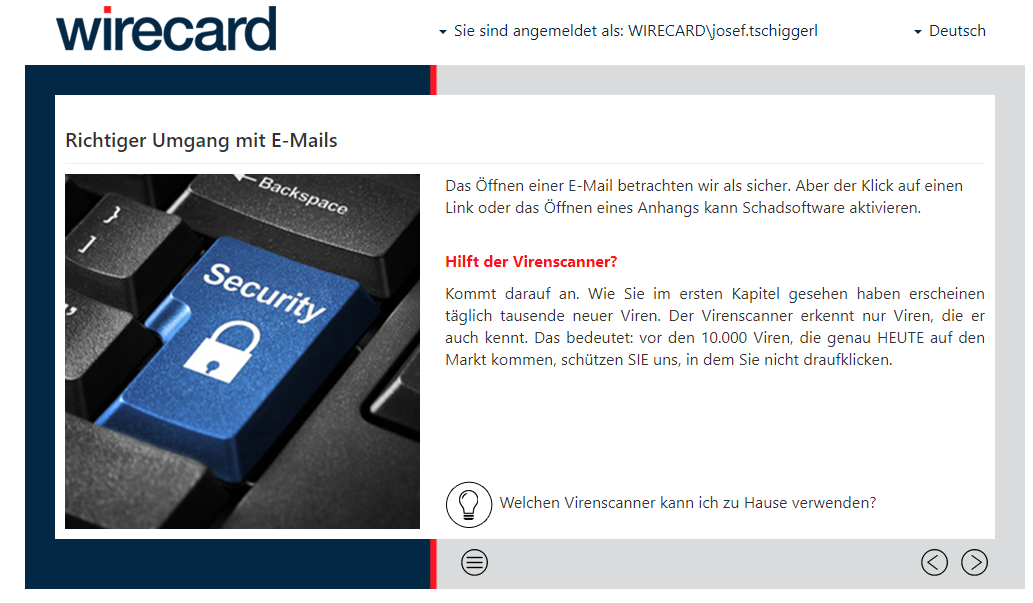 wirecard
Sie sind angemeldet als: WIRECARD\josef.tschiggerl
Deutsch
Richtiger Umgang mit E-Mails
Backspace
}
]
Security
"
Das Öffnen einer E-Mail betrachten wir als sicher. Aber der Klick auf einen
Link oder das Öffnen eines Anhangs kann Schadsoftware aktivieren.
Hilft der Virenscanner?
Kommt darauf an. Wie Sie im ersten Kapitel gesehen haben erscheinen
täglich tausende neuer Viren. Der Virenscanner erkennt nur Viren, die er
auch kennt. Das bedeutet: vor den 10.000 Viren, die genau HEUTE auf den
Markt kommen, schützen SIE uns, in dem Sie nicht draufklicken.
Welchen Virenscanner kann ich zu Hause verwenden?